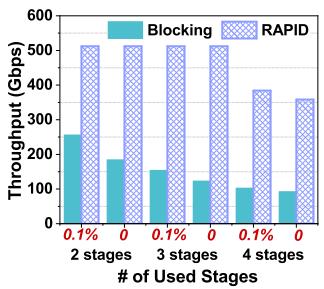 Blocking RAPID
Throughput (Gbps)
600
500
400
300
200
100
0
0.1% 0 0.1% 0 0.1% 0
2 stages 3 stages 4 stages
# of Used Stages